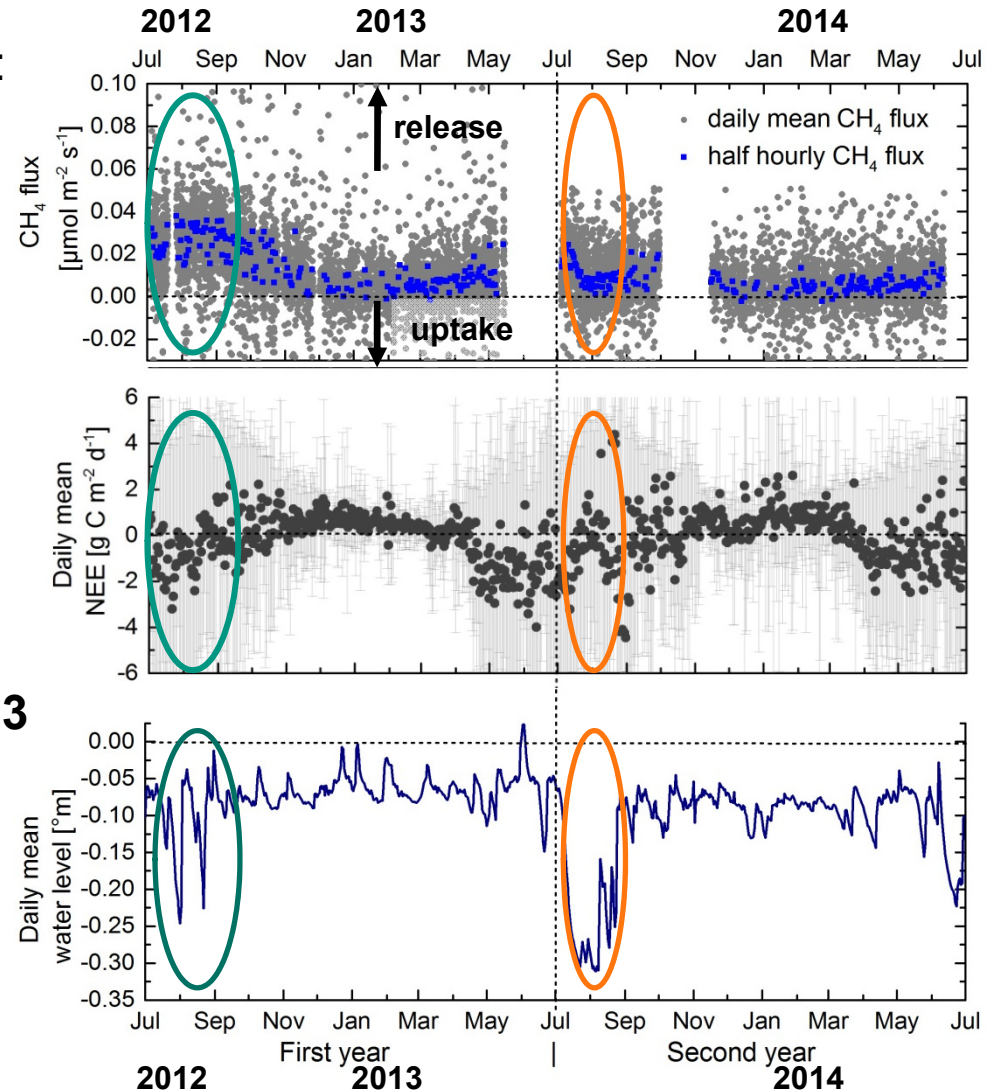 2012 2013 2014
Jul Sep Nov Jan Mar May Jul Sep Nov Jan Mar May Jul
0.10
0.08
0.06
0.04
0.02
0.00
-0.02
CH₄ flux
[µmol m⁻² s⁻¹]
release
uptake
daily mean CH₄ flux
half hourly CH₄ flux
6
4
2
0
-2
-4
-6
Daily mean
NEE [g C m⁻² d⁻¹]
3
0.00
-0.05
-0.10
-0.15
-0.20
-0.25
-0.30
-0.35
Daily mean
water level [°m]
Jul Sep Nov Jan Mar May Jul Sep Nov Jan Mar May Jul
First year | Second year
2012 2013 2014